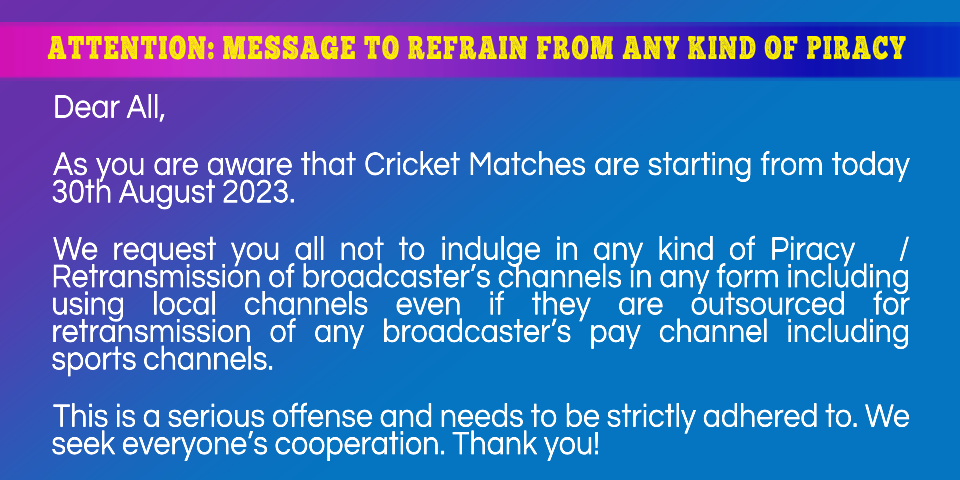 ATTENTION: MESSAGE TO REFRAIN FROM ANY KIND OF PIRACY
Dear All,
As you are aware that Cricket Matches are starting from today
30th August 2023.
We request you all not to indulge in any kind of Piracy /
Retransmission of broadcaster's channels in any form including
using local channels even if they are outsourced for
retransmission of any broadcaster's pay channel including
sports channels.
This is a serious offense and needs to be strictly adhered to. We
seek everyone's cooperation. Thank you!